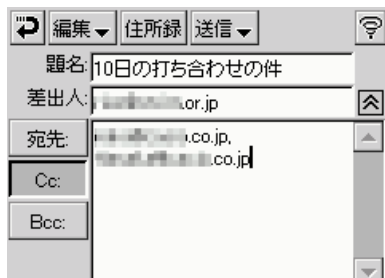 編集 住所録 送信
題名: 10日の打ち合わせの件
差出人: .or.jp
宛先: .co.jp,
.co.jp
Cc:
Bcc: